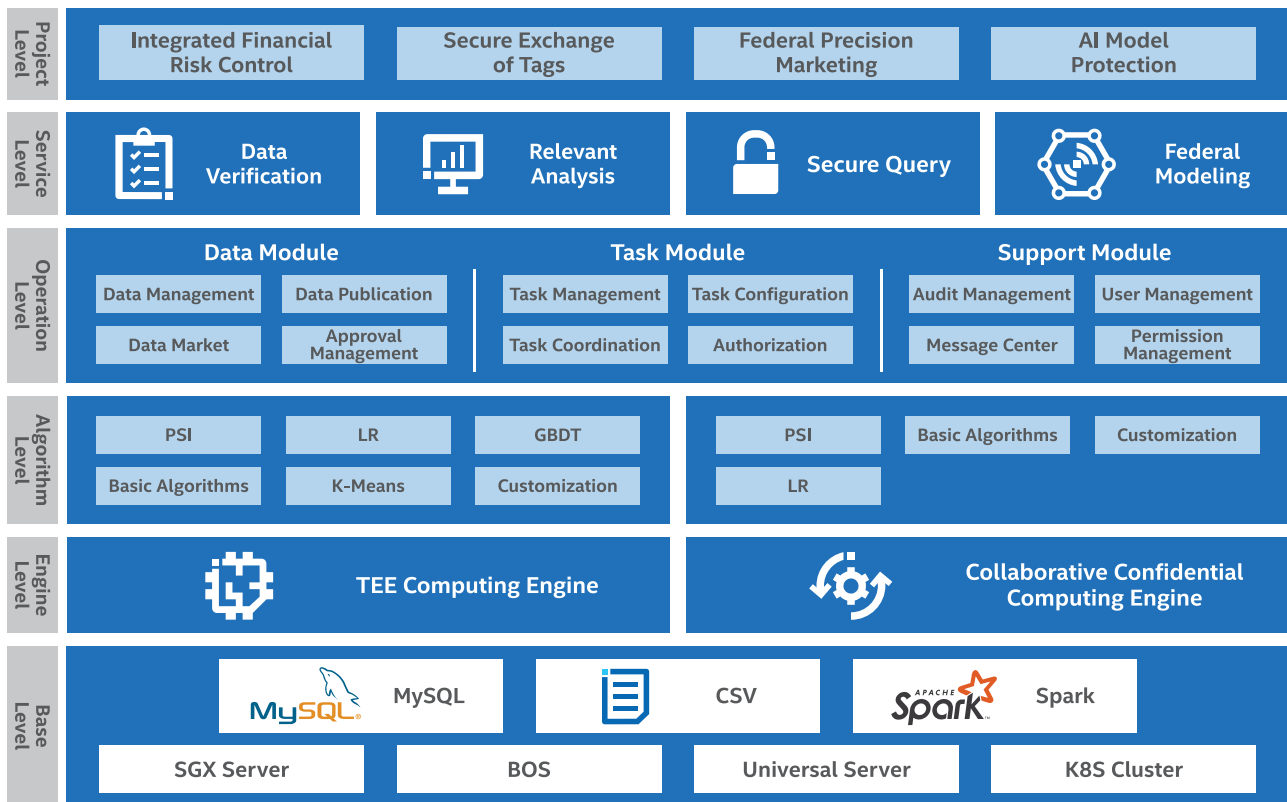 Project
Level
Integrated Financial
Risk Control
Secure Exchange
of Tags
Federal Precision
Marketing
AI Model
Protection
Service
Level
Data
Verification
Relevant
Analysis
Secure Query
Federal
Modeling
Operation
Level
Data Module
Data Management
Data Publication
Data Market
Approval
Management
Task Module
Task Management
Task Configuration
Task Coordination
Authorization
Support Module
Audit Management
User Management
Message Center
Permission
Management
Algorithm
Level
PSI
LR
GBDT
Basic Algorithms
K-Means
Customization
PSI
Basic Algorithms
Customization
LR
Engine
Level
TEE Computing Engine
Collaborative Confidential
Computing Engine
Base
Level
MySQL®
MySQL
CSV
APACHE
Spark™
Spark
SGX Server
BOS
Universal Server
K8S Cluster